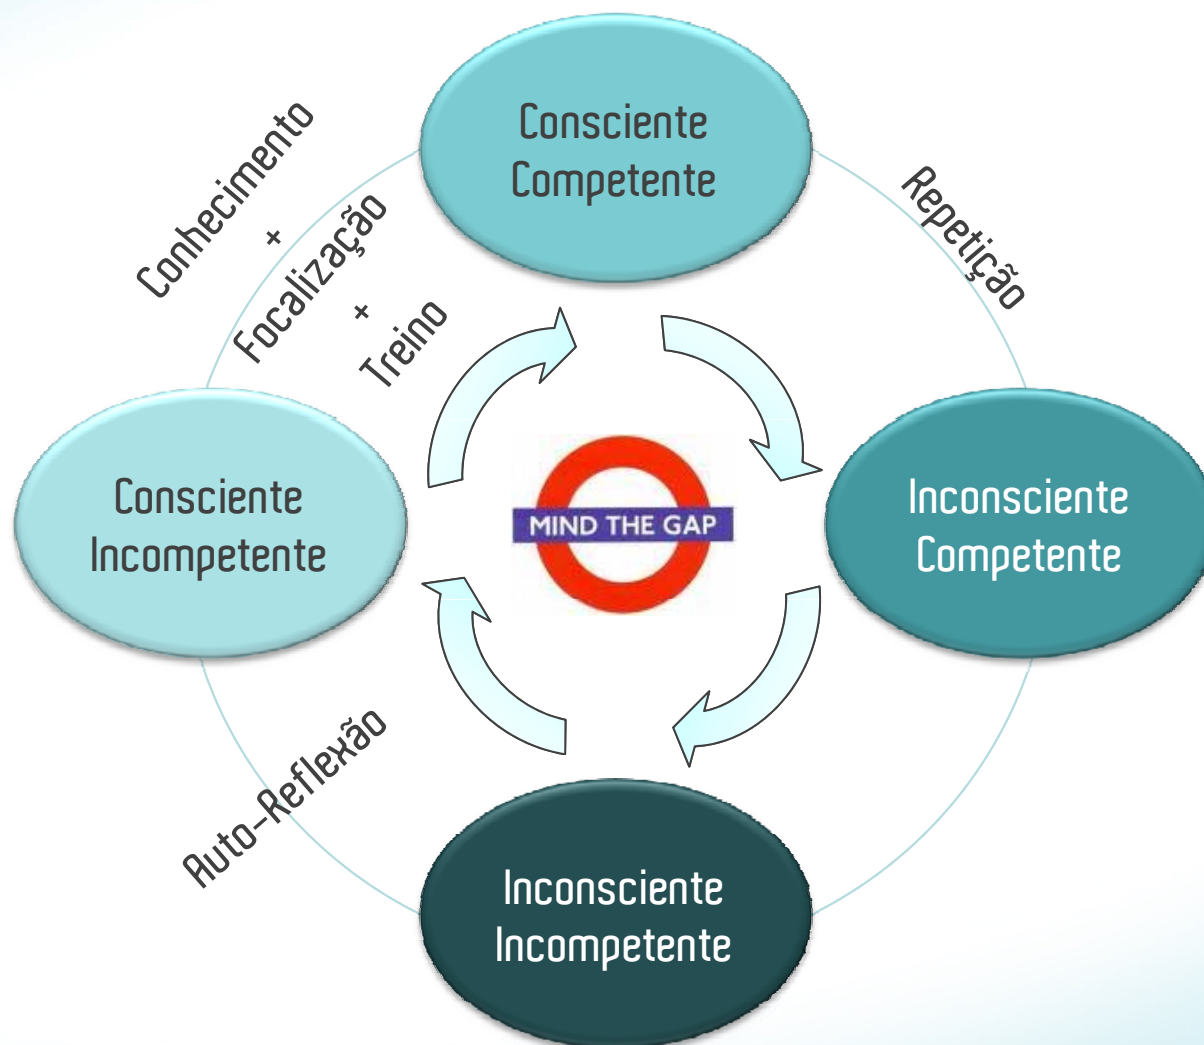 Consciente
Competente
Conhecimento
+
Focalização
+
Treino
Repetição
Consciente
Incompetente
MIND THE GAP
Inconsciente
Competente
Auto-Reflexão
Inconsciente
Incompetente